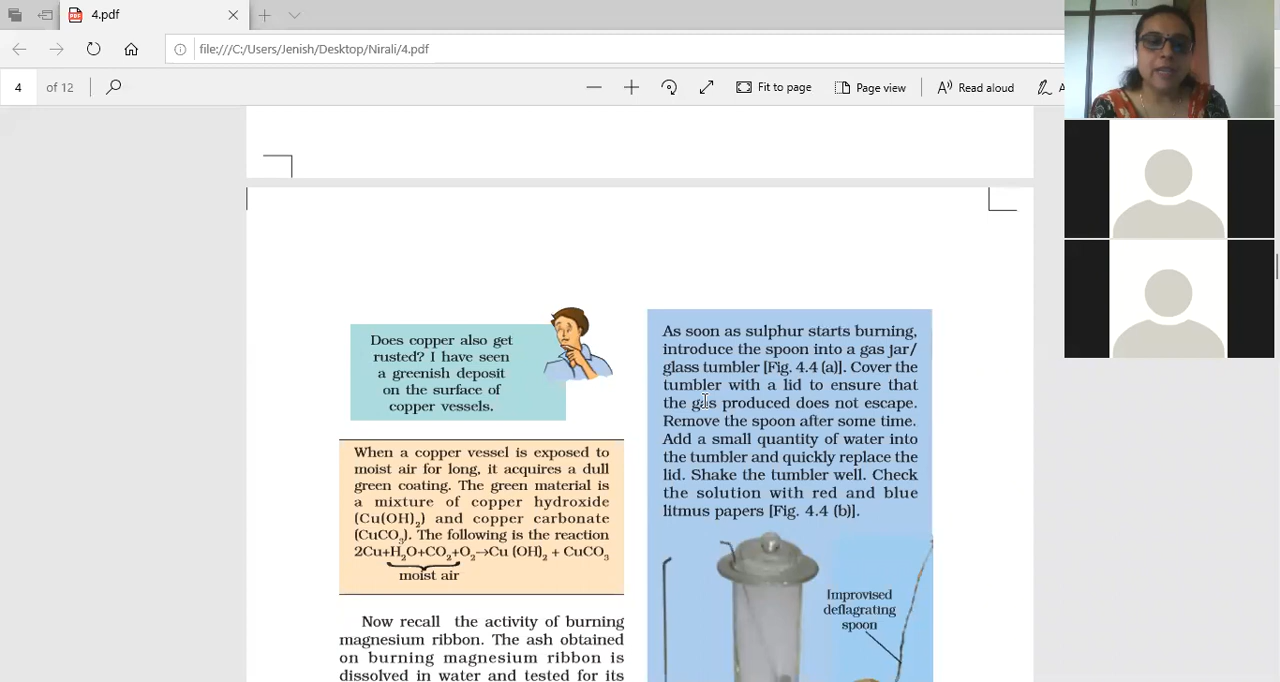 4.pdf
file:///C:/Users/Jenish/Desktop/Nirali/4.pdf
4 of 12
Fit to page
Page view
Read aloud
Does copper also get
rusted? I have seen
a greenish deposit
on the surface of
copper vessels.
When a copper vessel is exposed to
moist air for long, it acquires a dull
green coating. The green material is
a mixture of copper hydroxide
(Cu(OH)₂) and copper carbonate
(CuCO₃). The following is the reaction
2Cu+H₂O+CO₂+O₂→Cu (OH)₂ + CuCO₃
moist air
Now recall the activity of burning
magnesium ribbon. The ash obtained
on burning magnesium ribbon is
dissolved in water and tested for its
As soon as sulphur starts burning,
introduce the spoon into a gas jar/
glass tumbler [Fig. 4.4 (a)]. Cover the
tumbler with a lid to ensure that
the gas produced does not escape.
Remove the spoon after some time.
Add a small quantity of water into
the tumbler and quickly replace the
lid. Shake the tumbler well. Check
the solution with red and blue
litmus papers [Fig. 4.4 (b)].
Improvised
deflagrating
spoon